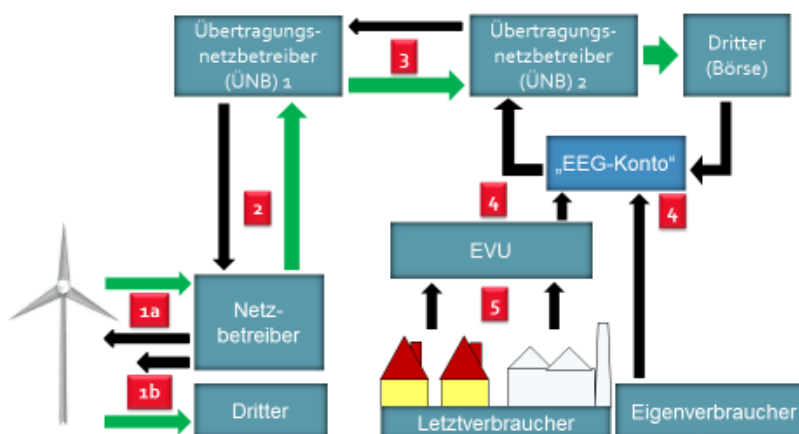 Übertragungs-
netzbetreiber
(ÜNB) 1
3
Übertragungs-
netzbetreiber
(ÜNB) 2
Dritter
(Börse)
„EEG-Konto“
2
4
4
EVU
1a
Netz-
betreiber
5
1b
Dritter
Letztverbraucher
Eigenverbraucher